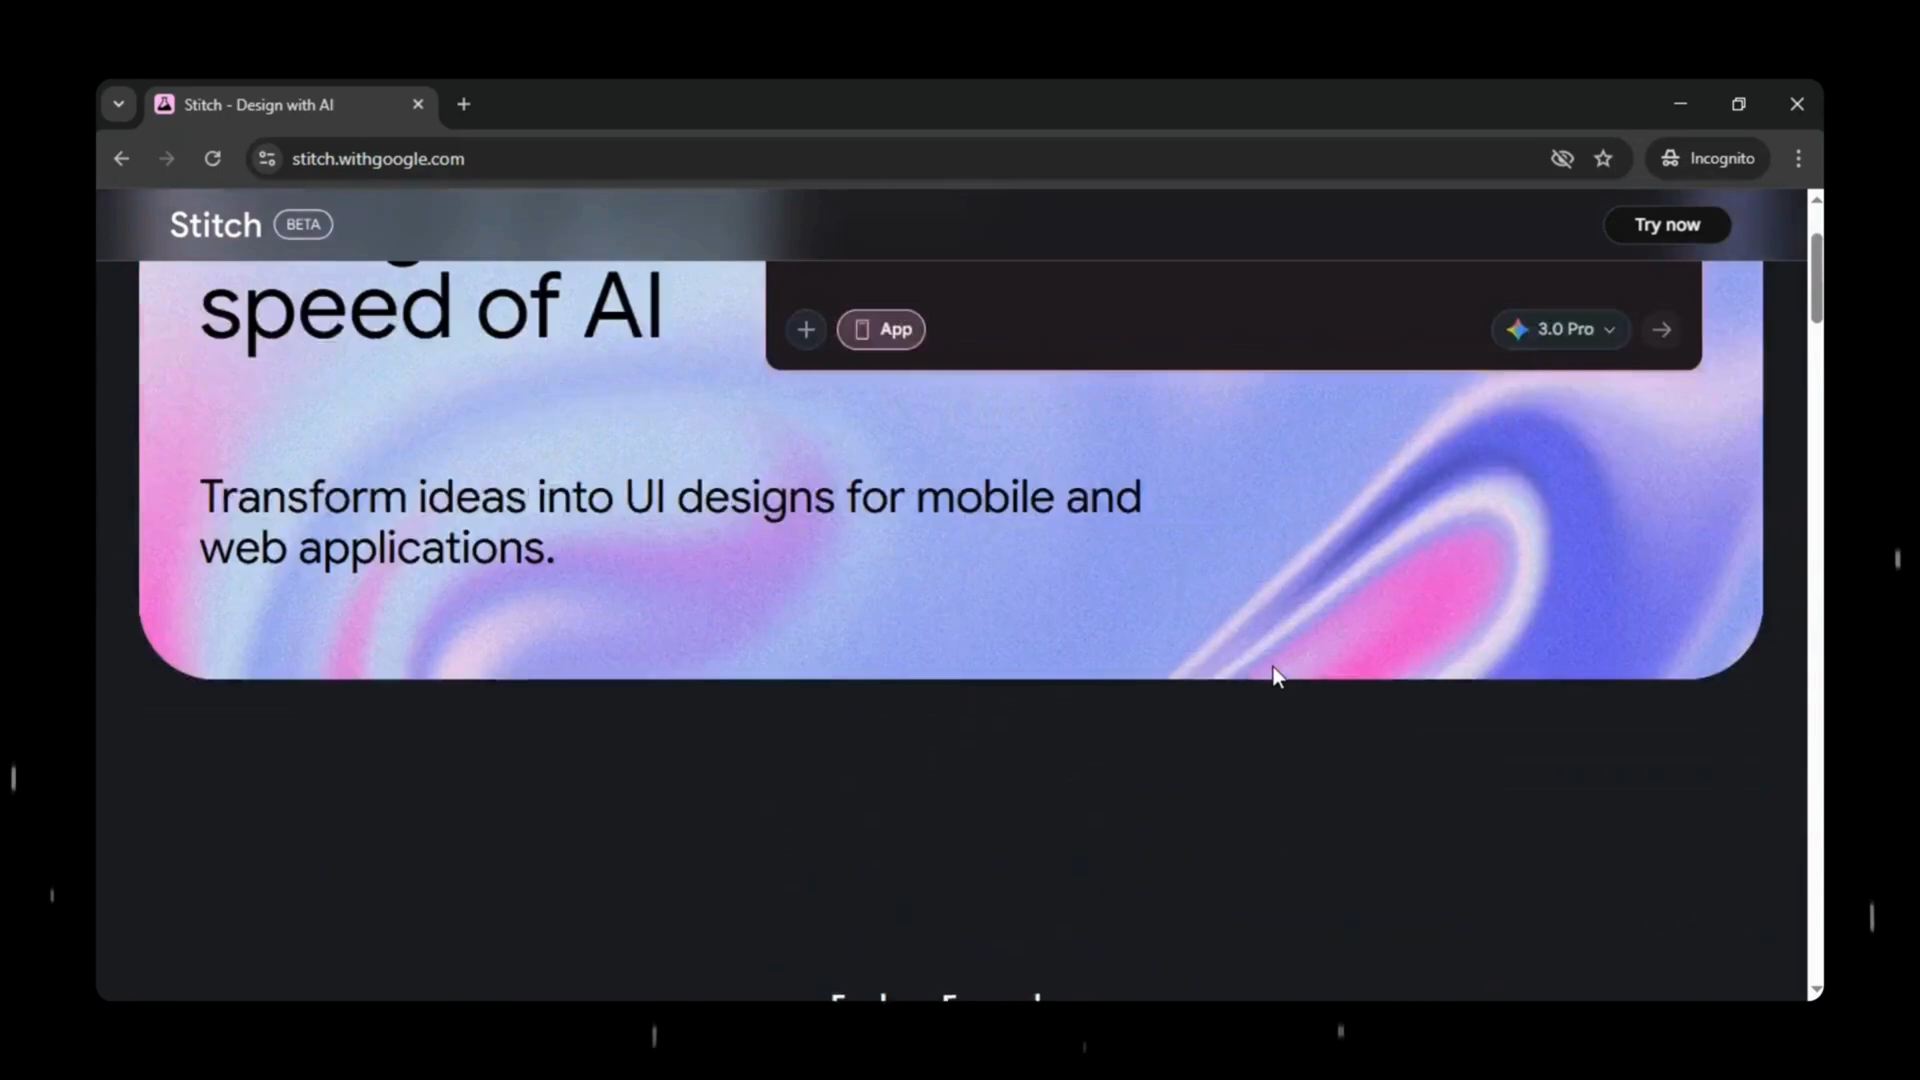 Stitch - Design with AI
stitch.withgoogle.com
Incognito
Stitch BETA
Try now
speed of AI
App
3.0 Pro
Transform ideas into UI designs for mobile and
web applications.